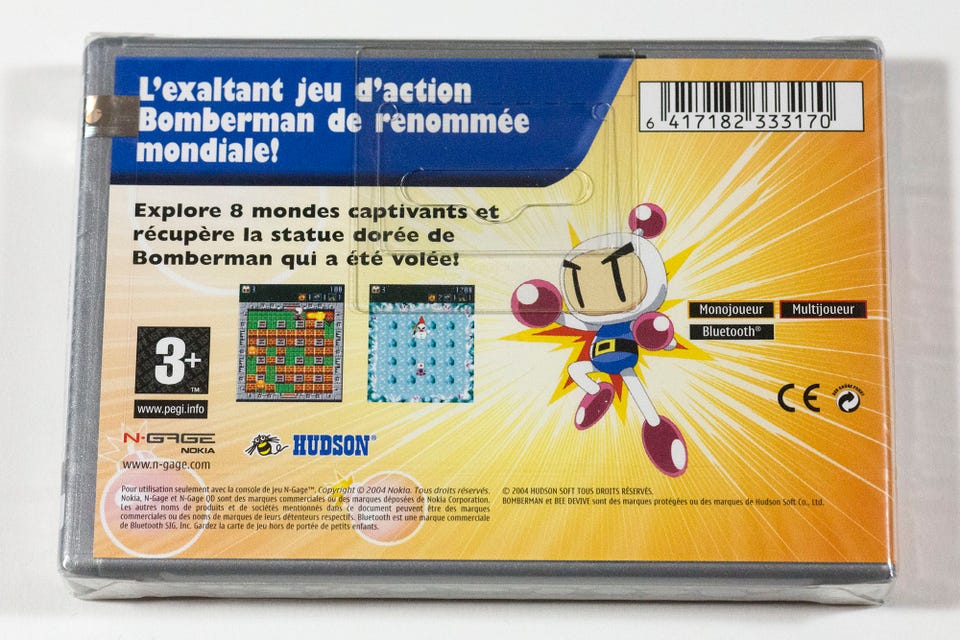 L'exaltant jeu d'action
Bomberman de renommée
mondiale!
6 417182 333170
Explore 8 mondes captivants et
récupère la statue dorée de
Bomberman qui a été volée!
Monojoueur
Multijoueur
Bluetooth®
3+
TM
www.pegi.info
N-GAGE
NOKIA
www.n-gage.com
HUDSON®
CE
Pour utilisation seulement avec la console de jeu N-Gage™. Copyright © 2004 Nokia. Tous droits réservés.
Nokia, N-Gage et N-Gage QD sont des marques commerciales ou des marques déposées de Nokia Corporation.
Les autres noms de produits et de sociétés mentionnés dans ce document peuvent être des marques
commerciales ou des noms de marques de leurs détenteurs respectifs. Bluetooth est une marque commerciale
de Bluetooth SIG, Inc. Gardez la carte de jeu hors de portée de petits enfants.
© 2004 HUDSON SOFT TOUS DROITS RÉSERVÉS.
BOMBERMAN et BEE DEVIVE sont des marques protégées ou des marques de Hudson Soft Co., Ltd.